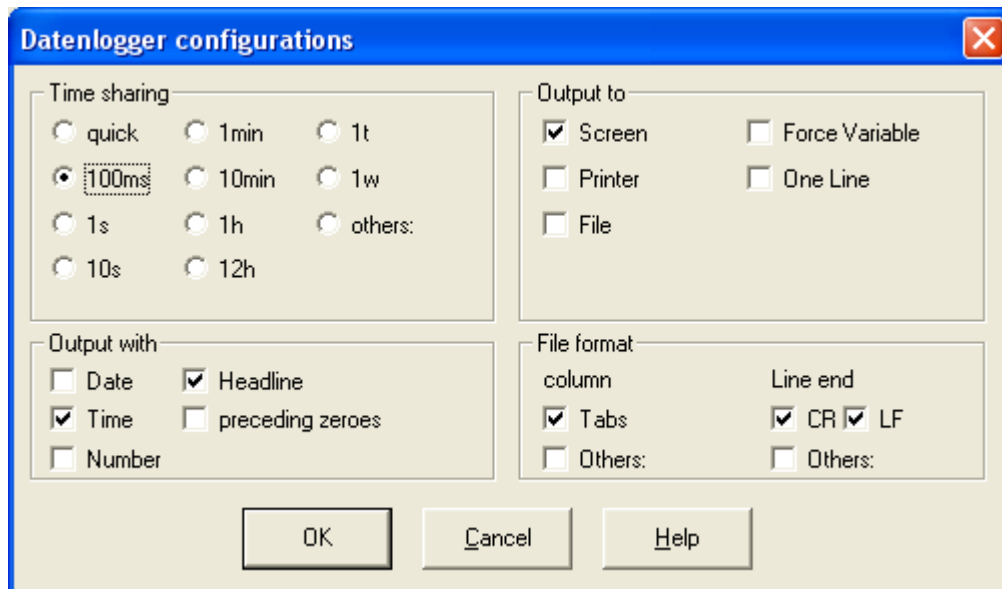 Datenlogger configurations
Time sharing
quick 1min 1t
100ms 10min 1w
1s 1h others:
10s 12h
Output to
Screen Force Variable
Printer One Line
File
Output with
Date Headline
Time preceding zeroes
Number
File format
column Line end
Tabs CR LF
Others: Others:
OK Cancel Help